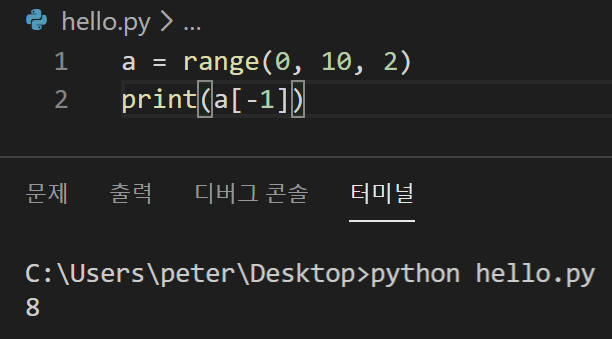 hello.py > ...
1 a = range(0, 10, 2)
2 print(a[-1])
문제 출력 디버그 콘솔 터미널
C:\Users\peter\Desktop>python hello.py
8